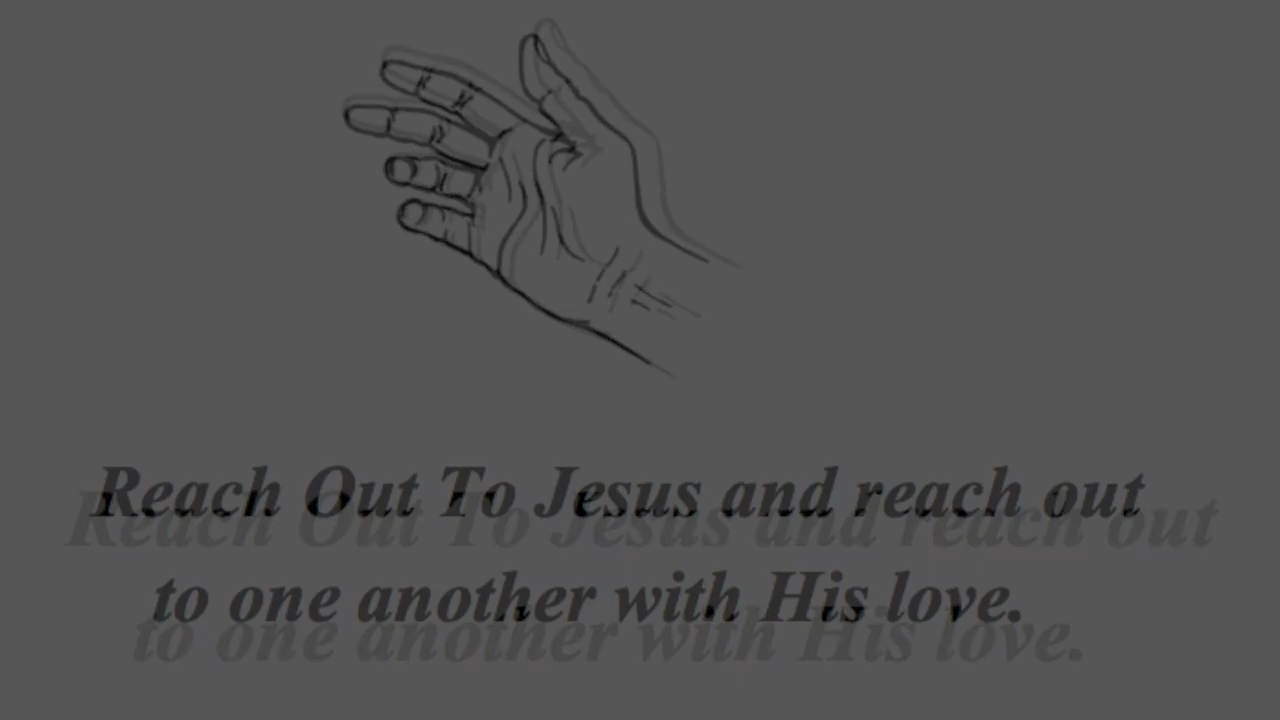 Reach Out To Jesus and reach out
to one another with His love.